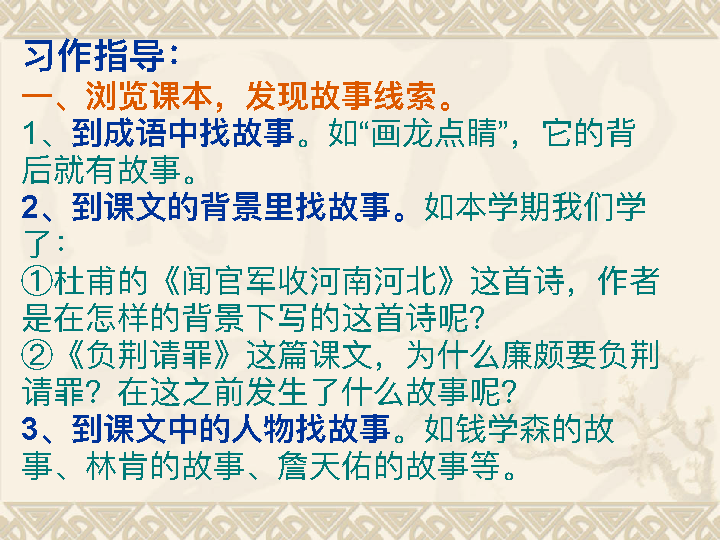 习作指导：
一、浏览课本，发现故事线索。
1、到成语中找故事。如“画龙点睛”，它的背
后就有故事。
2、到课文的背景里找故事。如本学期我们学
了：
①杜甫的《闻官军收河南河北》这首诗，作者
是在怎样的背景下写的这首诗呢？
②《负荆请罪》这篇课文，为什么廉颇要负荆
请罪？在这之前发生了什么故事呢？
3、到课文中的人物找故事。如钱学森的故
事、林肯的故事、詹天佑的故事等。